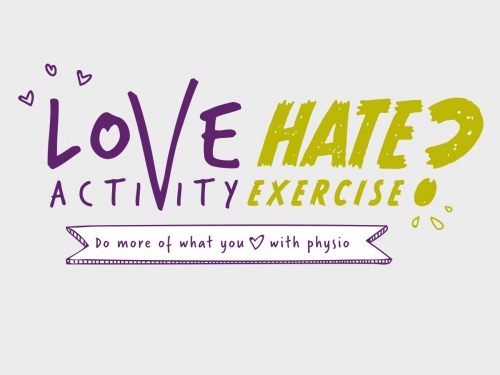 LOVE HATE?
ACTIVITY EXERCISE
Do more of what you ♡ with physio